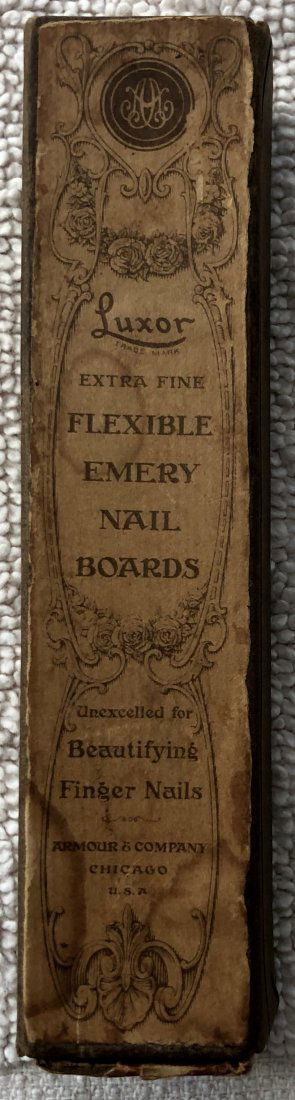 Luxor
TRADE MARK
EXTRA FINE
FLEXIBLE
EMERY
NAIL
BOARDS
Unexcelled for
Beautifying
Finger Nails
ARMOUR & COMPANY
CHICAGO
U.S.A